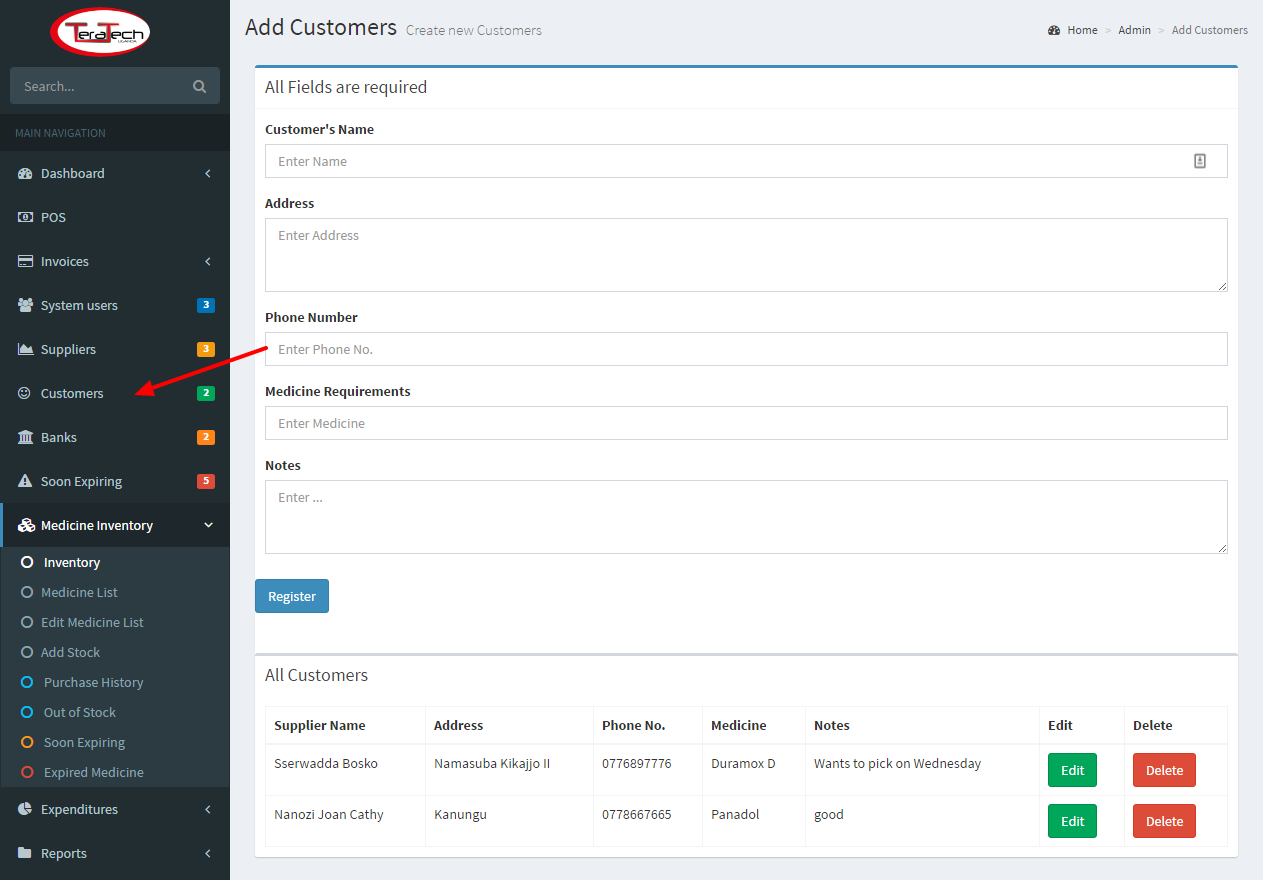 TeraTech
UGANDA
Search...
MAIN NAVIGATION
Dashboard
POS
Invoices
System users 3
Suppliers 3
Customers 2
Banks 2
Soon Expiring 5
Medicine Inventory
Inventory
Medicine List
Edit Medicine List
Add Stock
Purchase History
Out of Stock
Soon Expiring
Expired Medicine
Expenditures
Reports
Add Customers Create new Customers
Home > Admin > Add Customers
All Fields are required
Customer's Name
Enter Name
Address
Enter Address
Phone Number
Enter Phone No.
Medicine Requirements
Enter Medicine
Notes
Enter ...
Register
All Customers
Supplier Name Address Phone No. Medicine Notes Edit Delete
Sserwadda Bosko Namasuba Kikajjo II 0776897776 Duramox D Wants to pick on Wednesday Edit Delete
Nanozi Joan Cathy Kanungu 0778667665 Panadol good Edit Delete